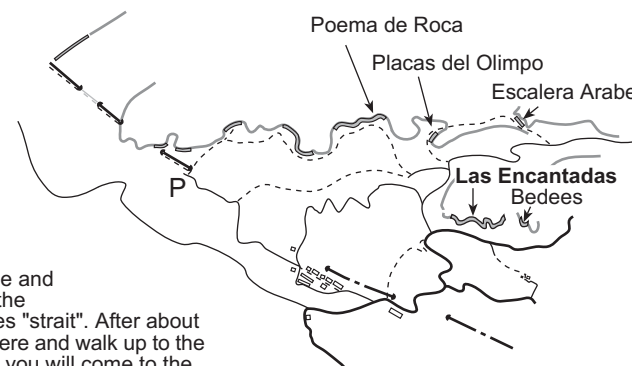 Poema de Roca
Placas del Olimpo
Escalera Arabe
Las Encantadas
Bedees
P
e and
the
es "strait". After about
ere and walk up to the
you will come to the